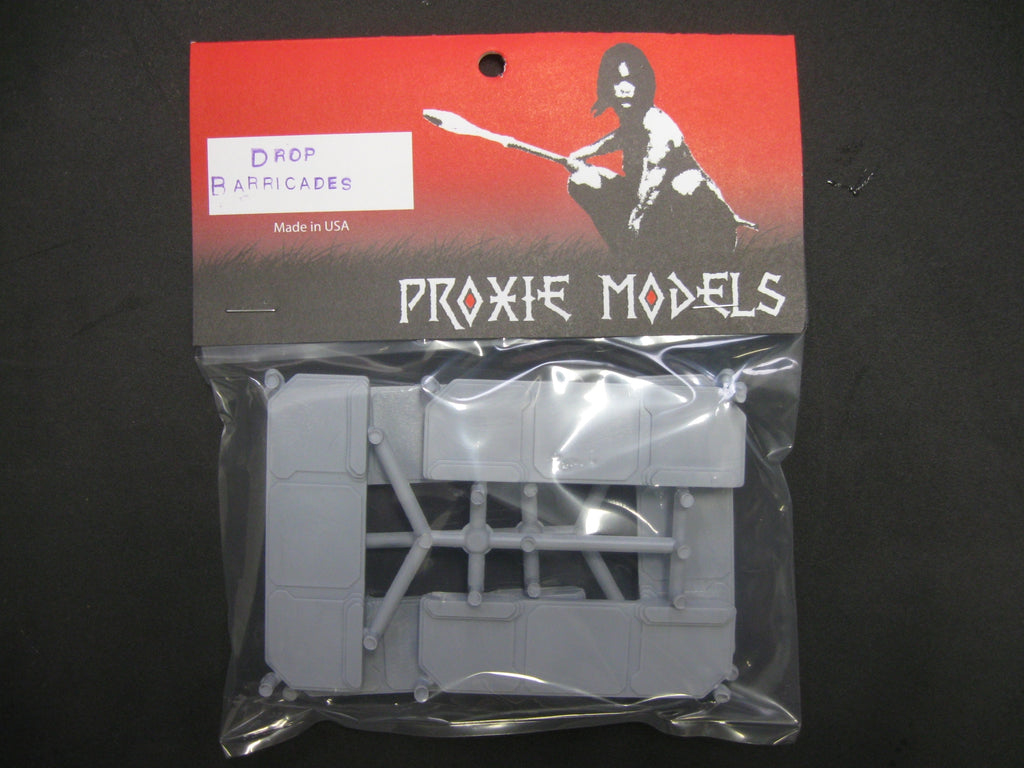 DROP
BARRICADES
Made in USA
PROXIE MODELS